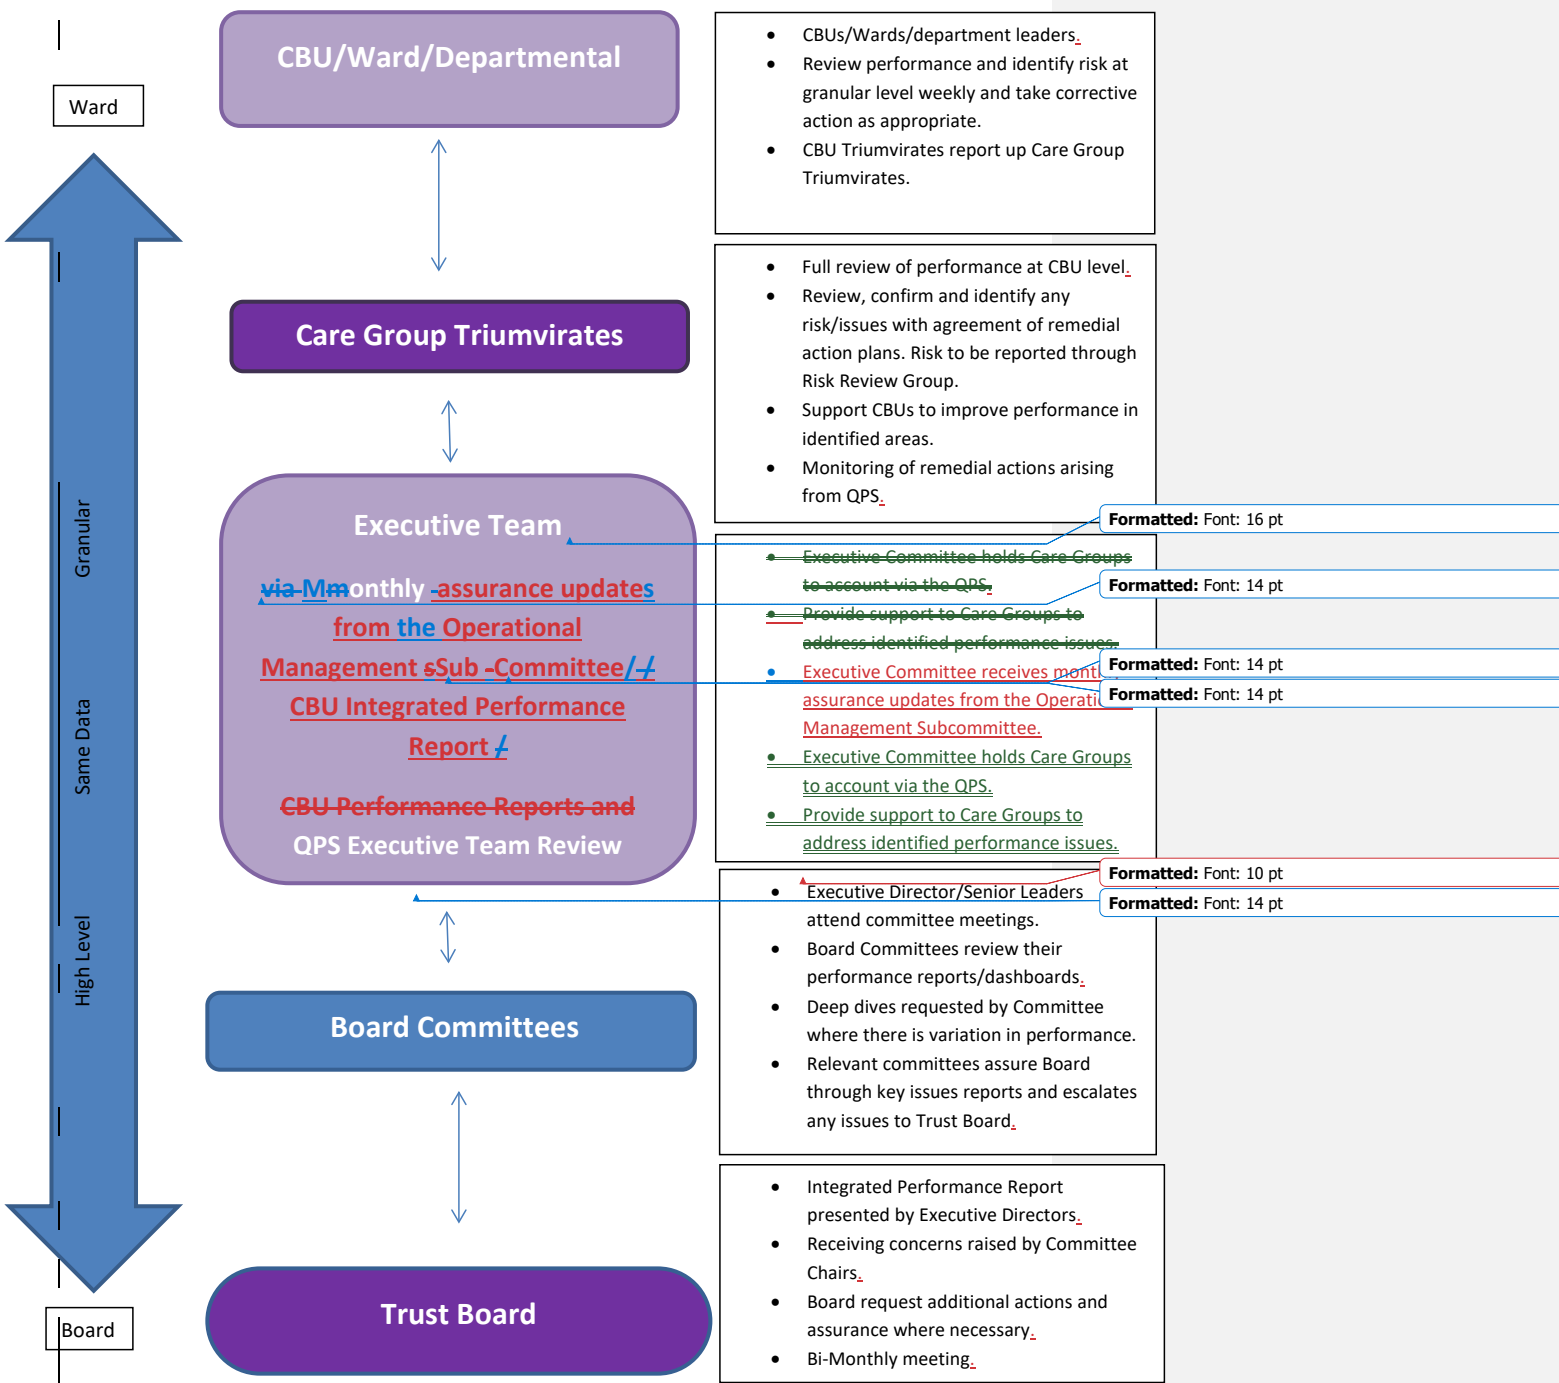 Ward
Granular
Same Data
High Level
Board
CBU/Ward/Departmental
Care Group Triumvirates
Executive Team
via Mmonthly -assurance updates
from the Operational
Management sSub -Committee/ /
CBU Integrated Performance
Report /
CBU Performance Reports and
QPS Executive Team Review
Board Committees
Trust Board
• CBUs/Wards/department leaders.
• Review performance and identify risk at
granular level weekly and take corrective
action as appropriate.
• CBU Triumvirates report up Care Group
Triumvirates.
• Full review of performance at CBU level.
• Review, confirm and identify any
risk/issues with agreement of remedial
action plans. Risk to be reported through
Risk Review Group.
• Support CBUs to improve performance in
identified areas.
• Monitoring of remedial actions arising
from QPS.
• Executive Committee holds Care Groups
to account via the QPS.
• Provide support to Care Groups to
address identified performance issues.
• Executive Committee receives
assurance updates from the
Management Subcommittee.
• Executive Committee holds Care Groups
to account via the QPS.
• Provide support to Care Groups to
address identified performance issues.
• Executive Director/Senior Leaders
attend committee meetings.
• Board Committees review their
performance reports/dashboards.
• Deep dives requested by Committee
where there is variation in performance.
• Relevant committees assure Board
through key issues reports and escalates
any issues to Trust Board.
• Integrated Performance Report
presented by Executive Directors.
• Receiving concerns raised by Committee
Chairs.
• Board request additional actions and
assurance where necessary.
• Bi-Monthly meeting.
Formatted: Font: 16 pt
Formatted: Font: 14 pt
Formatted: Font: 14 pt
Formatted: Font: 14 pt
Formatted: Font: 10 pt
Formatted: Font: 14 pt